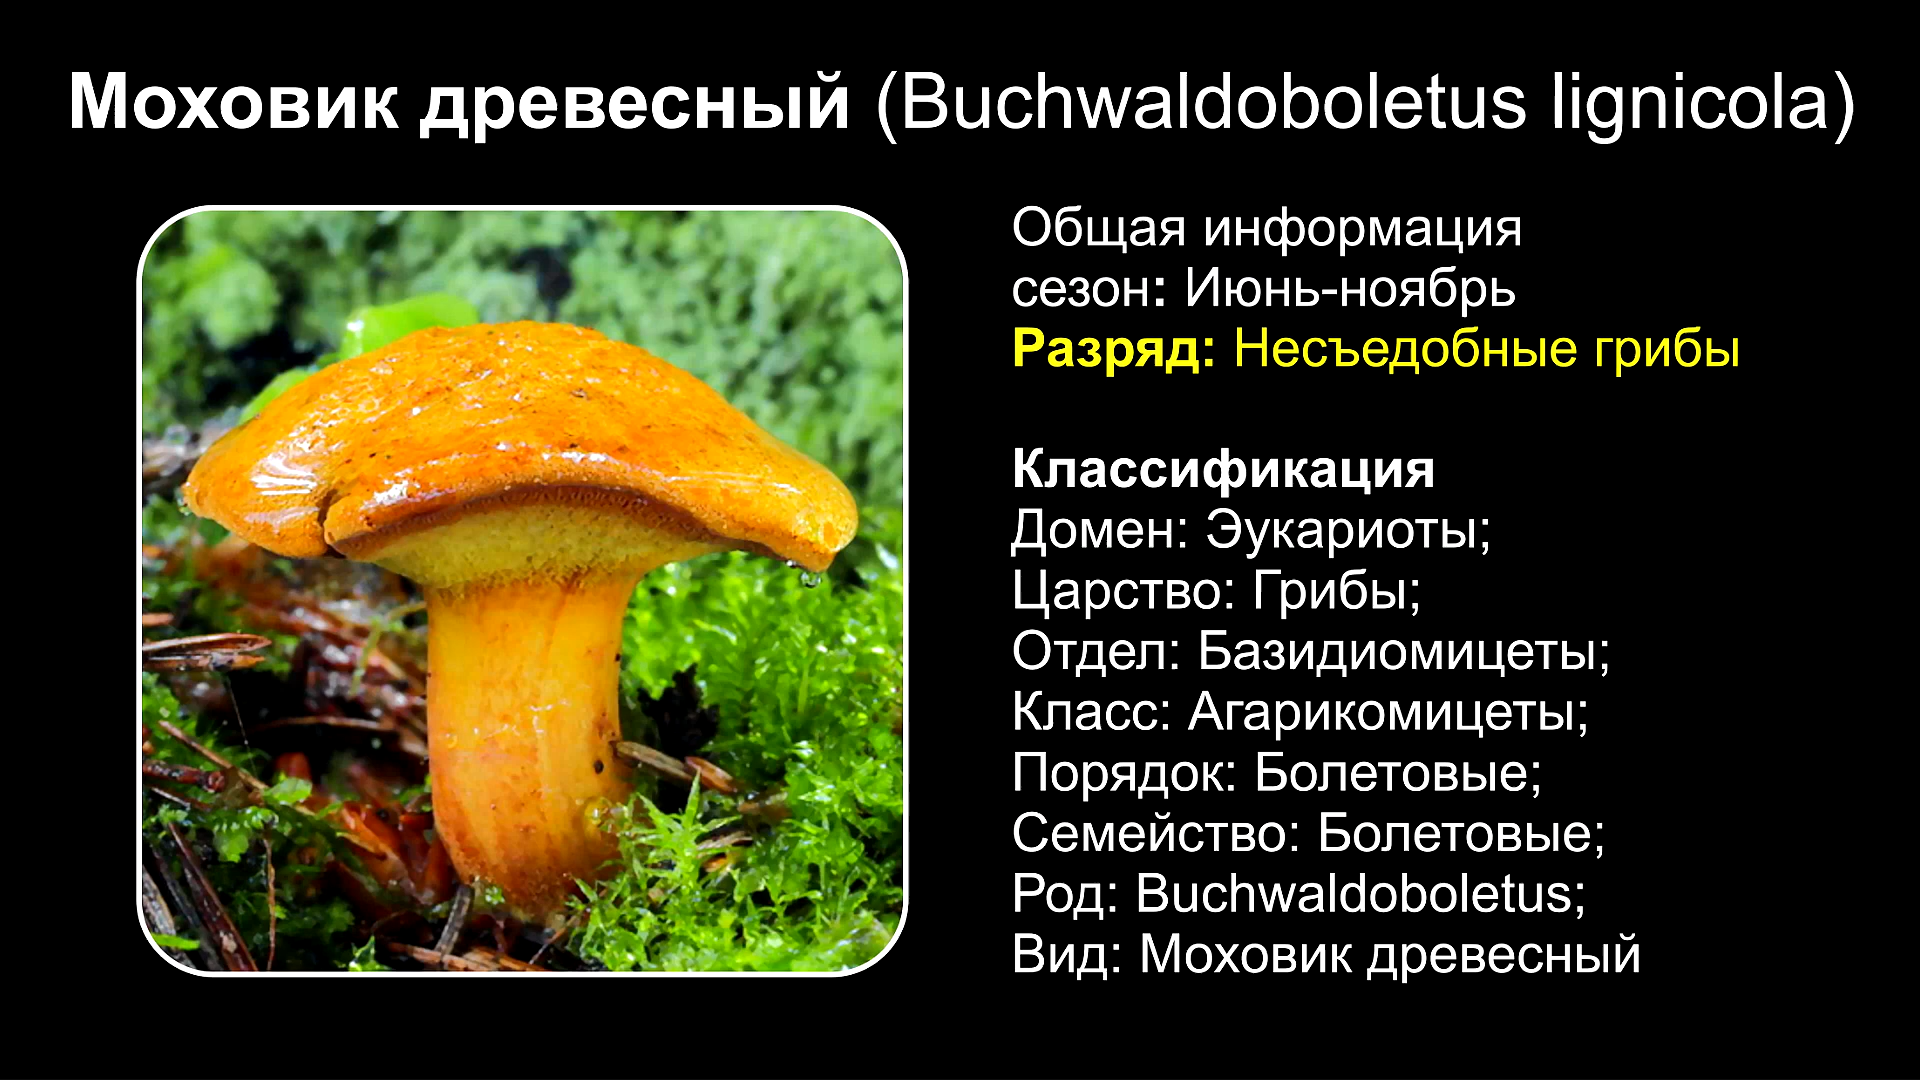 Моховик древесный (Buchwaldoboletus lignicola)
Общая информация
сезон: Июнь-ноябрь
Разряд: Несъедобные грибы
Классификация
Домен: Эукариоты;
Царство: Грибы;
Отдел: Базидиомицеты;
Класс: Агарикомицеты;
Порядок: Болетовые;
Семейство: Болетовые;
Род: Buchwaldoboletus;
Вид: Моховик древесный